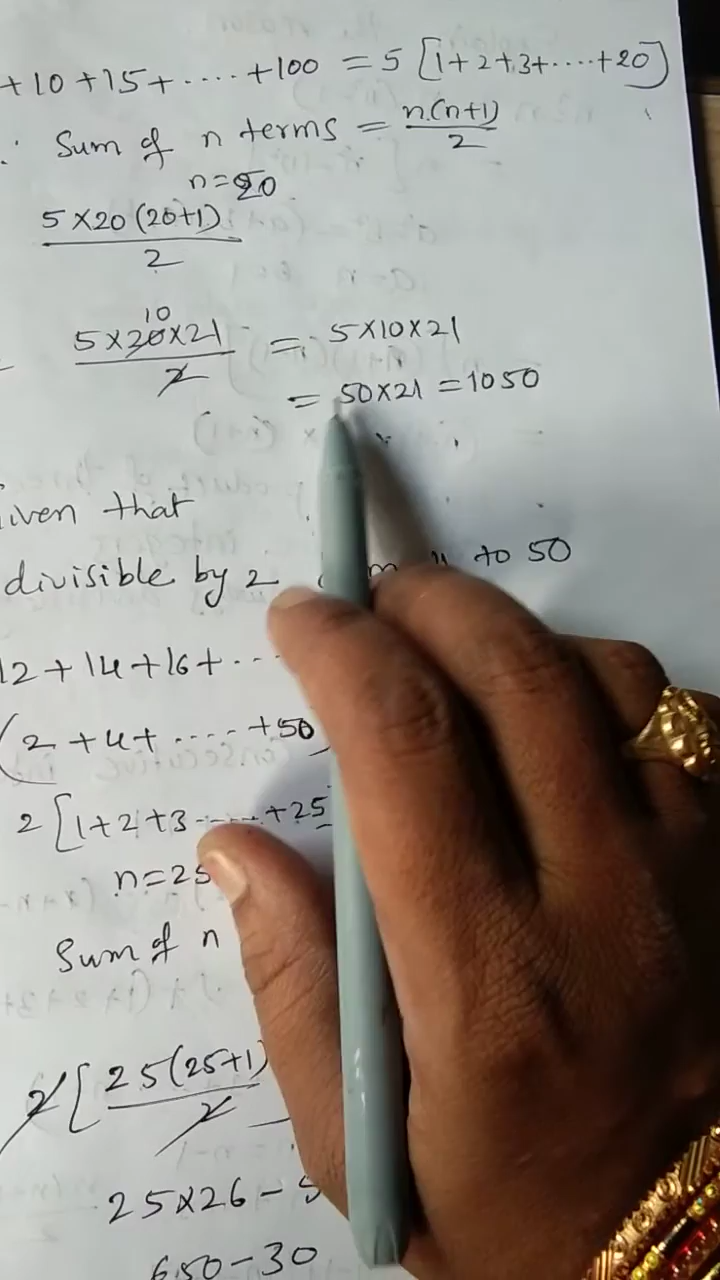 +10 +15 + .... +100 = 5 [1+2+3+....+20]
∴ Sum of n terms = n.(n+1)/2
n=20
5×20(20+1)/2
10
5×20×21/2 = 5×10×21
= 50×21 = 1050
that
divisible by 2 to 50
12 + 14 + 16 + ...
(2 + 4 + .... +50)
2 [1+2+3 ..... +25
n=25
Sum of n
2[25(25+1)/2 -
25×26 -
650-30